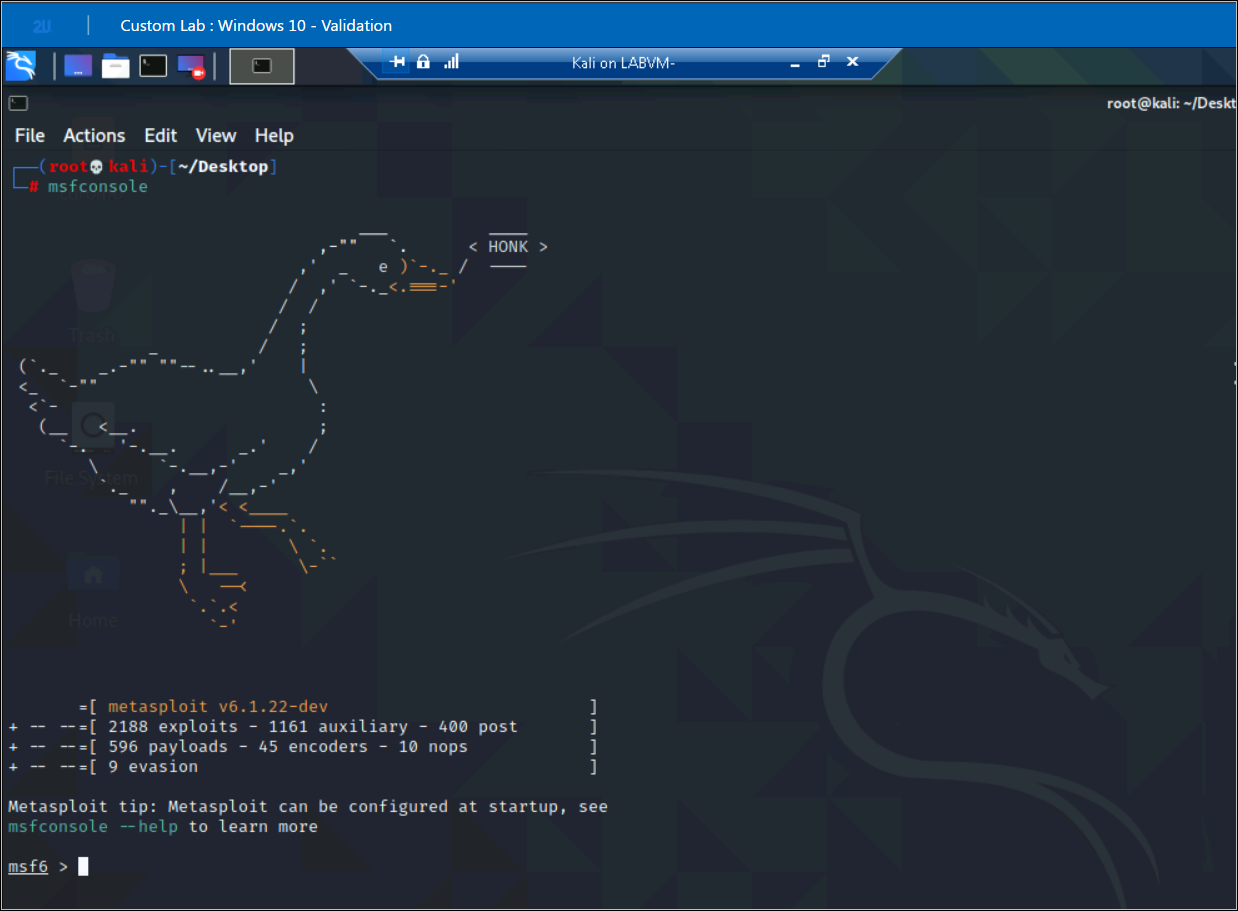 2U
Custom Lab : Windows 10 - Validation
Kali on LABVM-
root@kali: ~/Deskt
File Actions Edit View Help
(root💀kali)-[~/Desktop]
# msfconsole
< HONK >
Trash
File System
Home
=[ metasploit v6.1.22-dev ]
+ -- --=[ 2188 exploits - 1161 auxiliary - 400 post ]
+ -- --=[ 596 payloads - 45 encoders - 10 nops ]
+ -- --=[ 9 evasion ]
Metasploit tip: Metasploit can be configured at startup, see
msfconsole --help to learn more
msf6 >